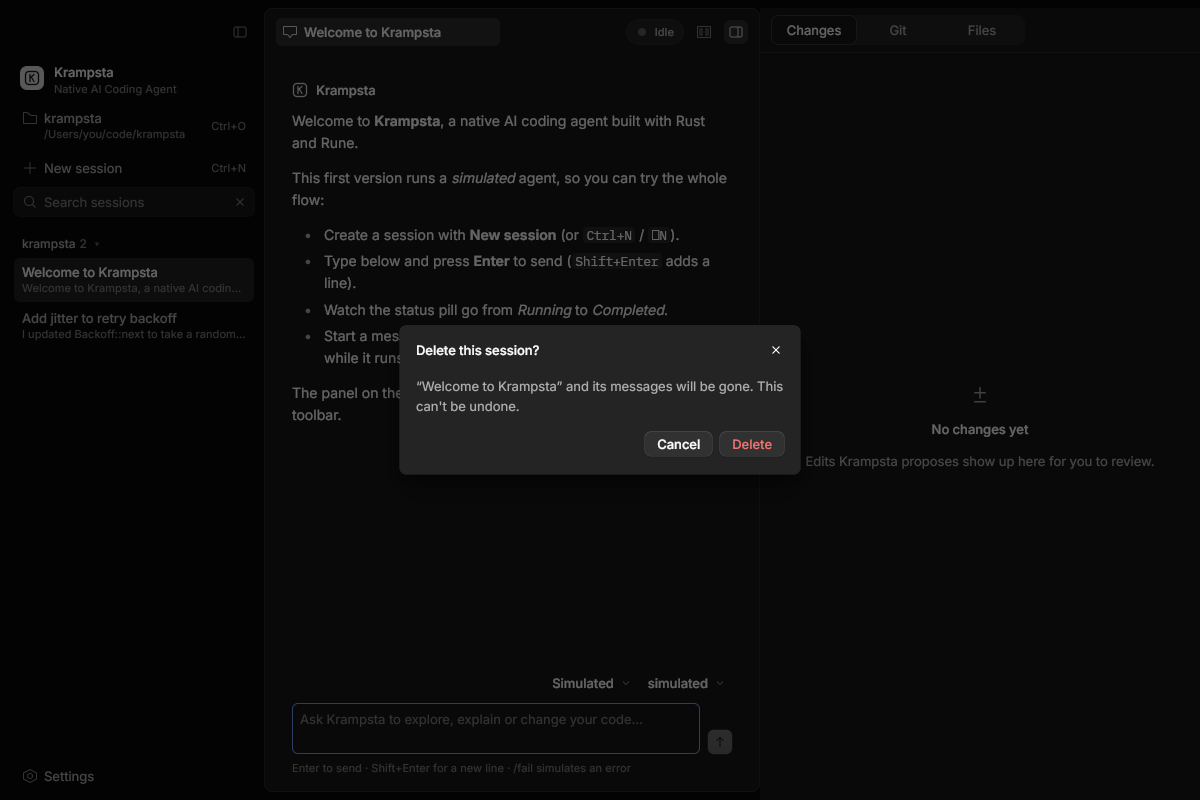 Krampsta
Native AI Coding Agent
krampsta
/Users/you/code/krampsta
Ctrl+O
New session
Ctrl+N
Search sessions
krampsta 2
Welcome to Krampsta
Welcome to Krampsta, a native AI codin...
Add jitter to retry backoff
I updated Backoff::next to take a random...
Settings
Welcome to Krampsta
Idle
Krampsta
Welcome to Krampsta, a native AI coding agent built with Rust
and Rune.
This first version runs a simulated agent, so you can try the whole
flow:
• Create a session with New session (or Ctrl+N / N).
• Type below and press Enter to send ( Shift+Enter adds a
line).
• Watch the status pill go from Running to Completed.
• Start a mes
while it runs
The panel on the
toolbar.
Delete this session?
“Welcome to Krampsta” and its messages will be gone. This
can't be undone.
Cancel
Delete
Simulated
simulated
Ask Krampsta to explore, explain or change your code...
Enter to send · Shift+Enter for a new line · /fail simulates an error
Changes
Git
Files
No changes yet
Edits Krampsta proposes show up here for you to review.